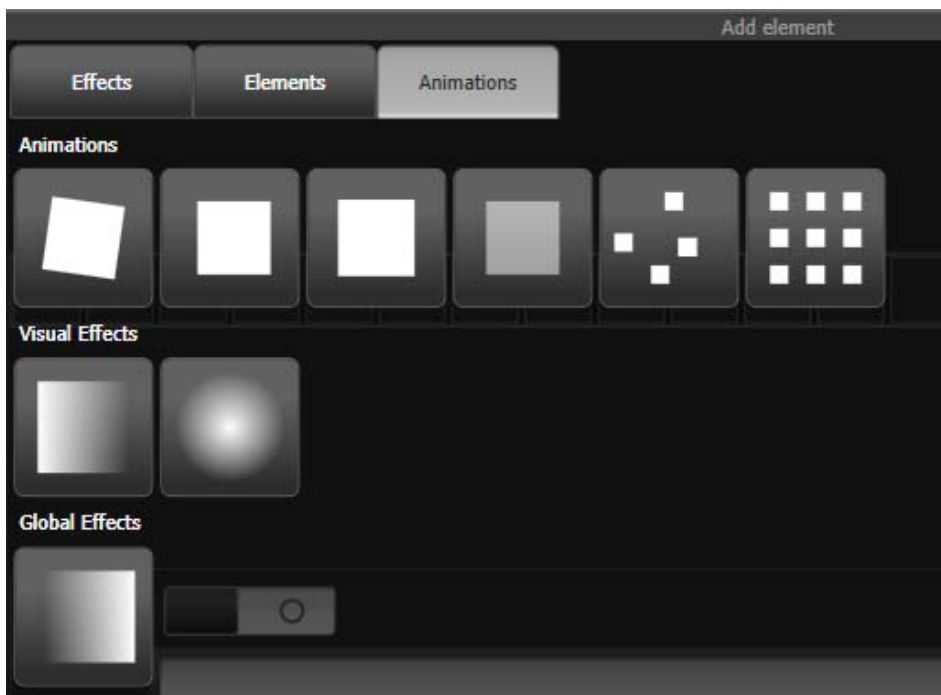 Add element
Effects Elements Animations
Animations
Visual Effects
Global Effects